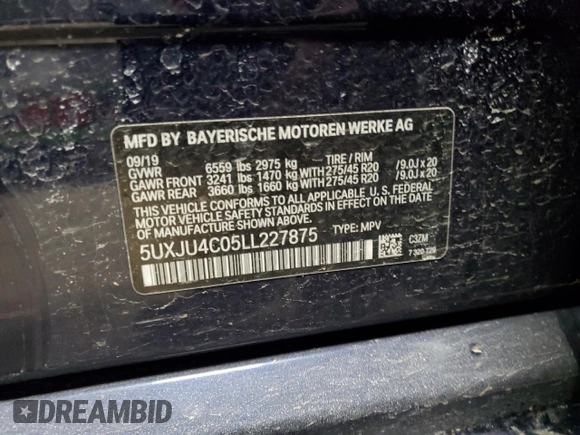 MFD BY BAYERISCHE MOTOREN WERKE AG
09/19
GVWR 6559 lbs 2975 kg TIRE / RIM
GAWR FRONT 3241 lbs 1470 kg WITH 275/45 R20 /9.0J x 20
GAWR REAR 3660 lbs 1660 kg WITH 275/45 R20 /9.0J x 20
THIS VEHICLE CONFORMS TO ALL APPLICABLE U. S. FEDERAL
MOTOR VEHICLE SAFETY STANDARDS IN EFFECT ON THE DATE
OF MANUFACTURE SHOWN ABOVE.
5UXJU4C05LL227875 TYPE: MPV C3ZM
7 320 726
DREAMBID